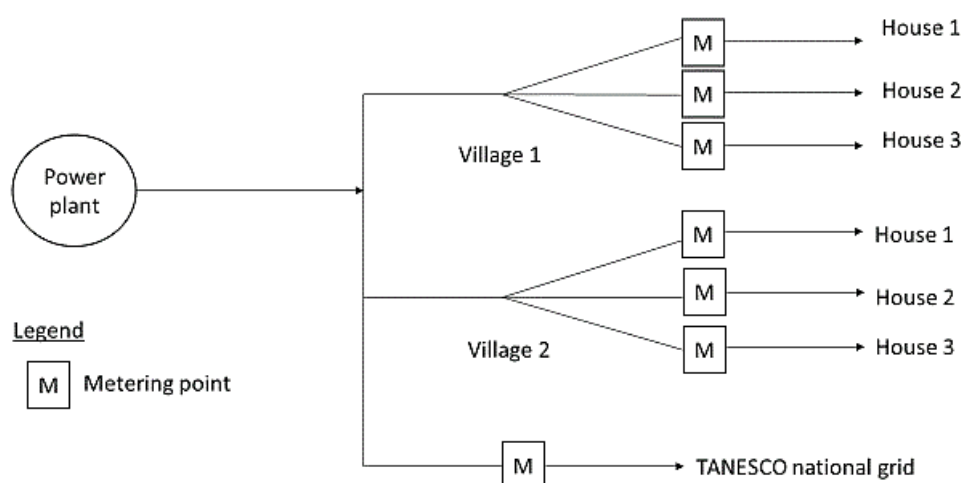 M
House 1
M
House 2
M
House 3
Village 1
Power
plant
M
House 1
M
House 2
M
House 3
Village 2
Legend
M
Metering point
M
TANESCO national grid